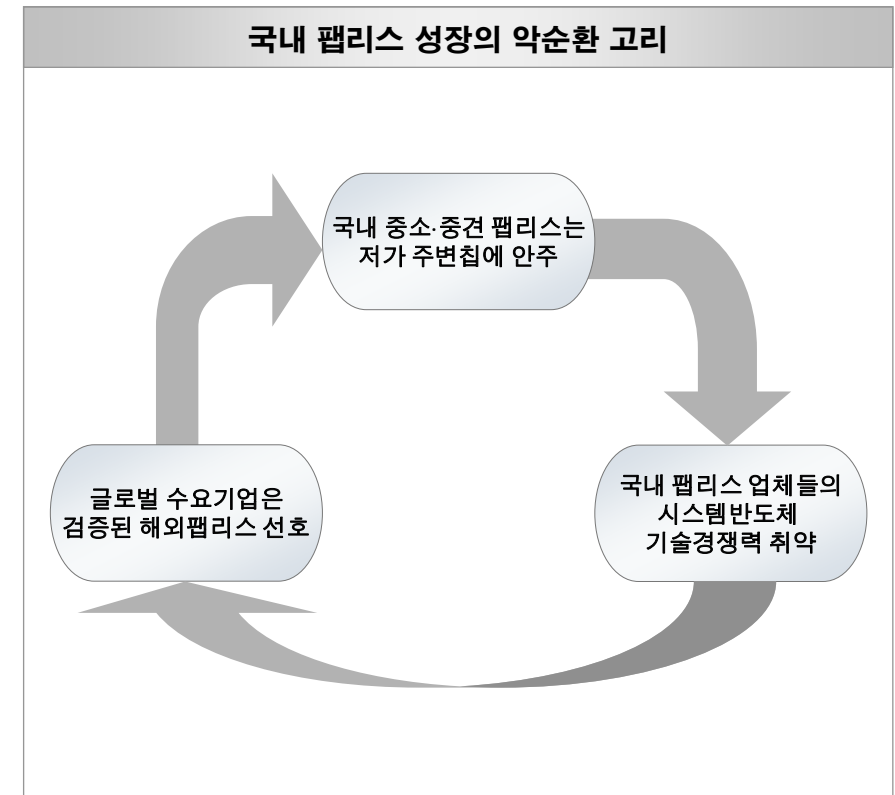 국내 팹리스 성장의 악순환 고리
국내 중소·중견 팹리스는
저가 주변칩에 안주
글로벌 수요기업은
검증된 해외팹리스 선호
국내 팹리스 업체들의
시스템반도체
기술경쟁력 취약